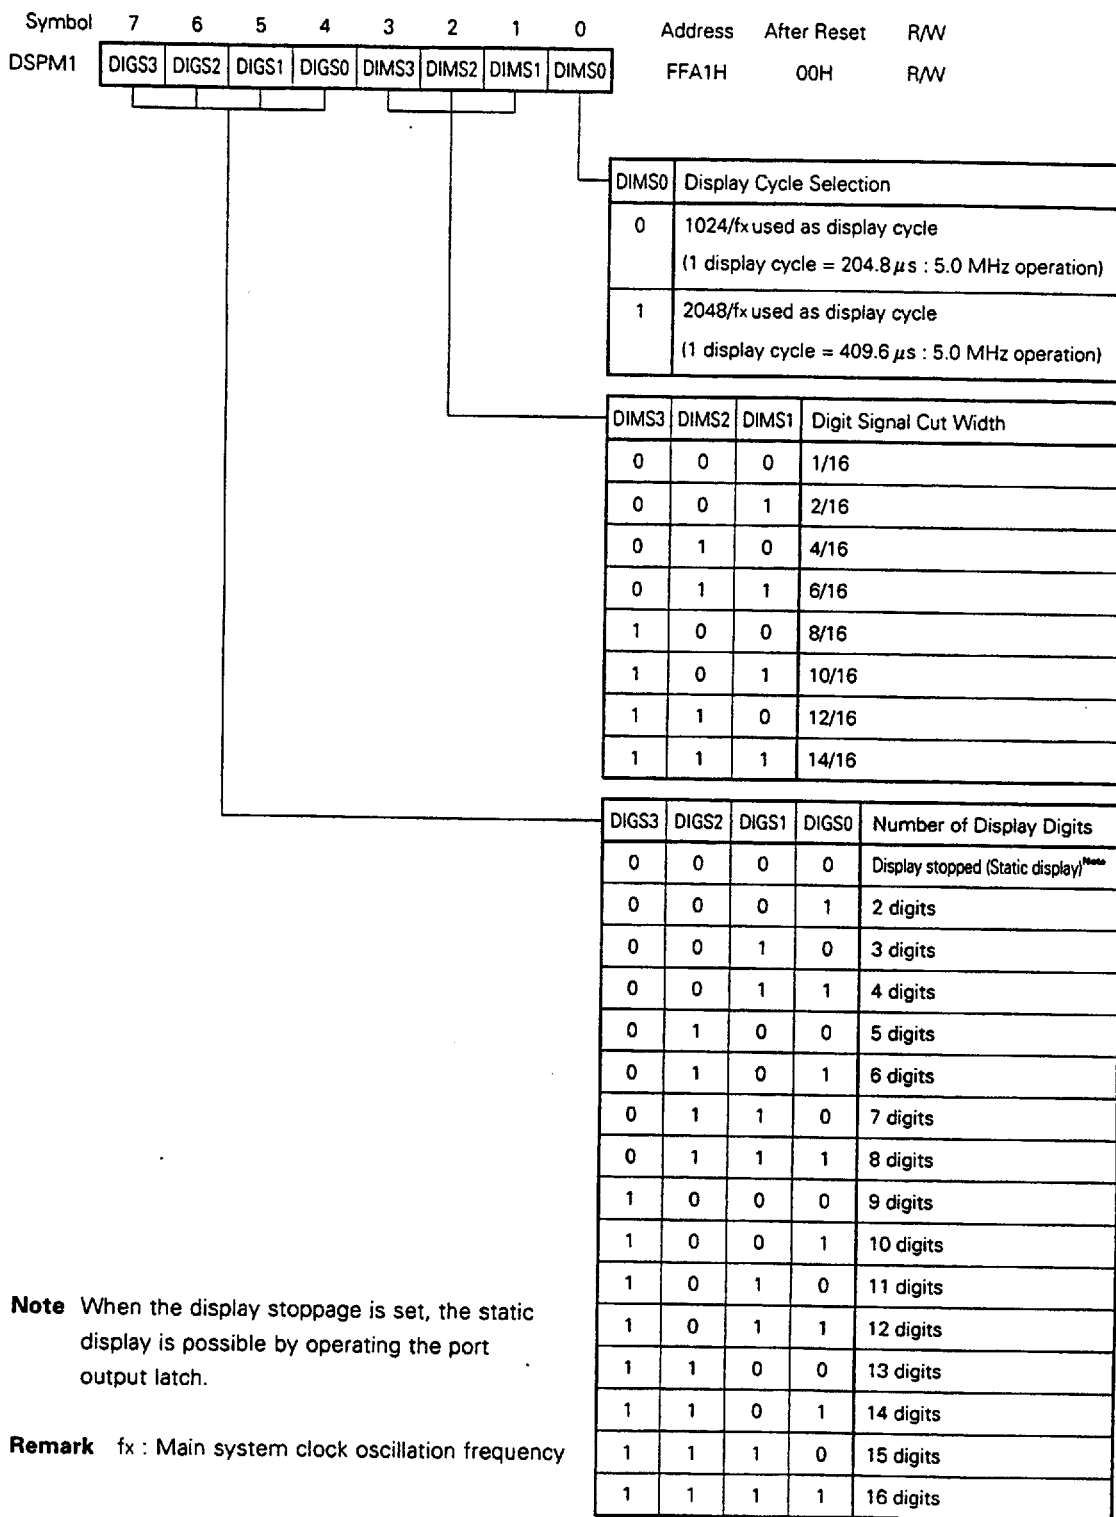 Symbol 7 6 5 4 3 2 1 0 Address After Reset R/W
DSPM1 DIGS3 DIGS2 DIGS1 DIGS0 DIMS3 DIMS2 DIMS1 DIMS0 FFA1H 00H R/W
DIMS0 Display Cycle Selection
0 1024/fx used as display cycle
(1 display cycle = 204.8 μs : 5.0 MHz operation)
1 2048/fx used as display cycle
(1 display cycle = 409.6 μs : 5.0 MHz operation)
DIMS3 DIMS2 DIMS1 Digit Signal Cut Width
0 0 0 1/16
0 0 1 2/16
0 1 0 4/16
0 1 1 6/16
1 0 0 8/16
1 0 1 10/16
1 1 0 12/16
1 1 1 14/16
DIGS3 DIGS2 DIGS1 DIGS0 Number of Display Digits
0 0 0 0 Display stopped (Static display) Note
0 0 0 1 2 digits
0 0 1 0 3 digits
0 0 1 1 4 digits
0 1 0 0 5 digits
0 1 0 1 6 digits
0 1 1 0 7 digits
0 1 1 1 8 digits
1 0 0 0 9 digits
1 0 0 1 10 digits
1 0 1 0 11 digits
1 0 1 1 12 digits
1 1 0 0 13 digits
1 1 0 1 14 digits
1 1 1 0 15 digits
1 1 1 1 16 digits
Note When the display stoppage is set, the static
display is possible by operating the port
output latch.
Remark fx : Main system clock oscillation frequency